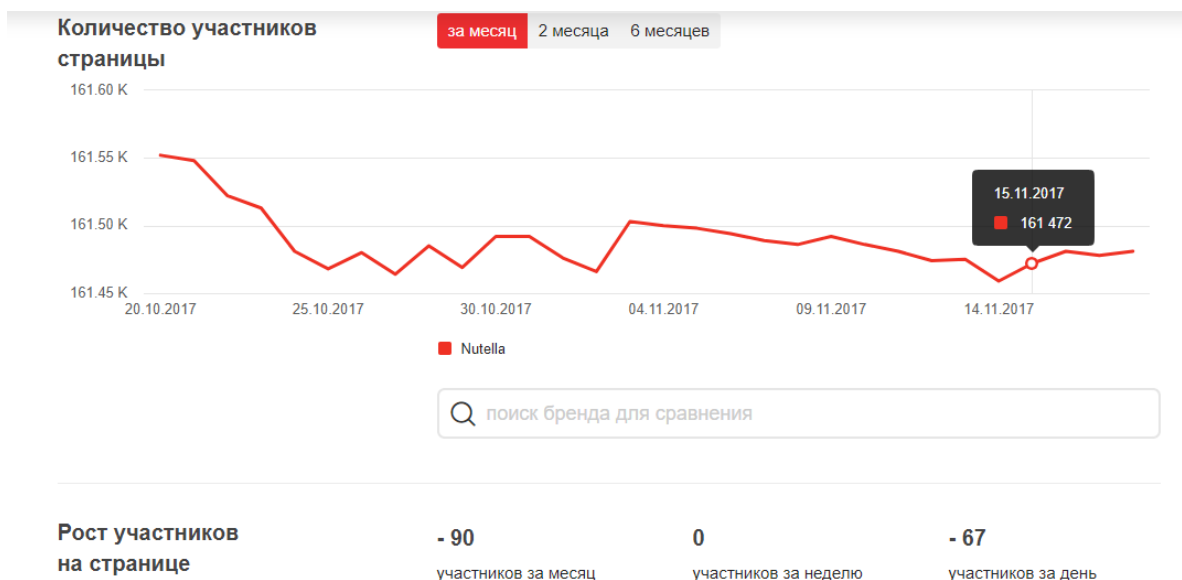 Количество участников
страницы
за месяц 2 месяца 6 месяцев
161.60 K
161.55 K
161.50 K
161.45 K
15.11.2017
161 472
20.10.2017 25.10.2017 30.10.2017 04.11.2017 09.11.2017 14.11.2017
Nutella
поиск бренда для сравнения
Рост участников
на странице
- 90 0 - 67
участников за месяц участников за неделю участников за день